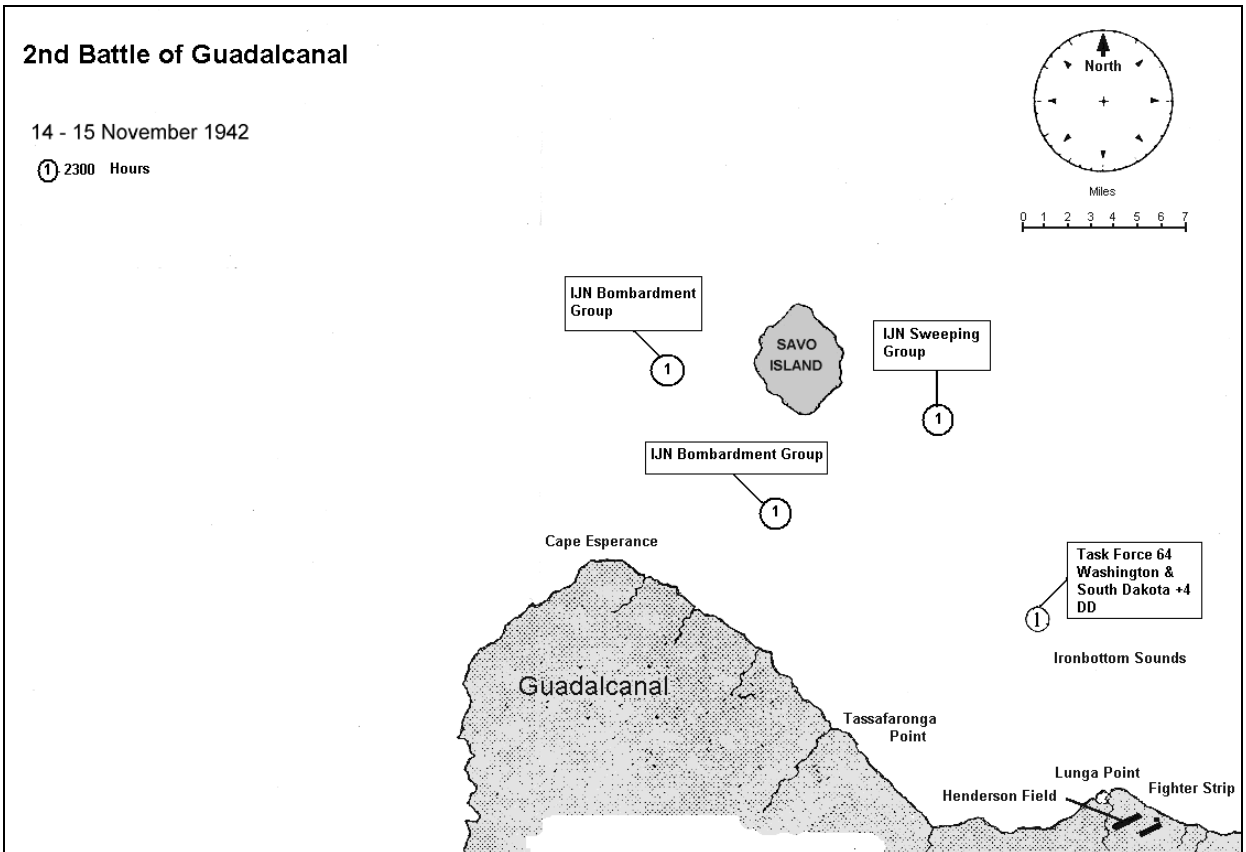 2nd Battle of Guadalcanal
North
14 - 15 November 1942
1 2300 Hours
Miles
0 1 2 3 4 5 6 7
IJN Bombardment
Group
1
SAVO
ISLAND
IJN Sweeping
Group
1
IJN Bombardment Group
1
Cape Esperance
Task Force 64
Washington &
South Dakota +4
DD
1
Ironbottom Sounds
Guadalcanal
Tassafaronga
Point
Lunga Point
Henderson Field
Fighter Strip